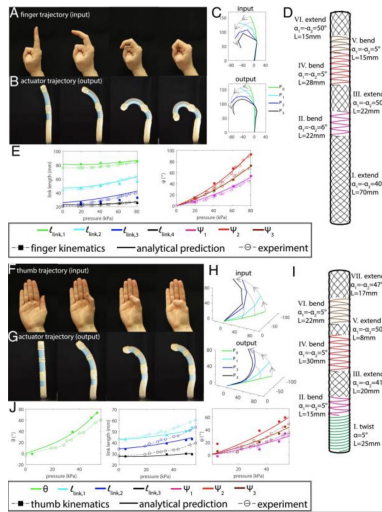 A finger trajectory (input)
B actuator trajectory (output)
C input
output
P₀
P₁
P₂
P₃
D
VI. extend
α₁=-α₂=50°
L=15mm
V. bend
α₁=-α₂=5°
L=15mm
IV. bend
α₁=-α₂=5°
L=28mm
III. extend
α₁=-α₂=50
L=22mm
II. bend
α₁=-α₂=6°
L=22mm
I. extend
α₁=-α₂=40
L=70mm
E
link length (mm)
pressure (kPa)
pressure (kPa)
ℓlink,1 ℓlink,2 ℓlink,3 ℓlink,4 Ψ₁ Ψ₂ Ψ₃
finger kinematics analytical prediction experiment
F thumb trajectory (input)
G actuator trajectory (output)
H input
output
I
VII. extend
α₁=-α₂=47°
L=17mm
VI. bend
α₁=-α₂=5°
L=22mm
V. extend
α₁=-α₂=50
L=8mm
IV. bend
α₁=-α₂=5°
L=30mm
III. extend
α₁=-α₂=41
L=20mm
II. bend
α₁=-α₂=5°
L=15mm
I. twist
α=5°
L=25mm
J
link length (mm)
pressure (kPa)
pressure (kPa)
pressure (kPa)
θ ℓlink,1 ℓlink,2 ℓlink,3 Ψ₁ Ψ₂ Ψ₃
thumb kinematics analytical prediction experiment